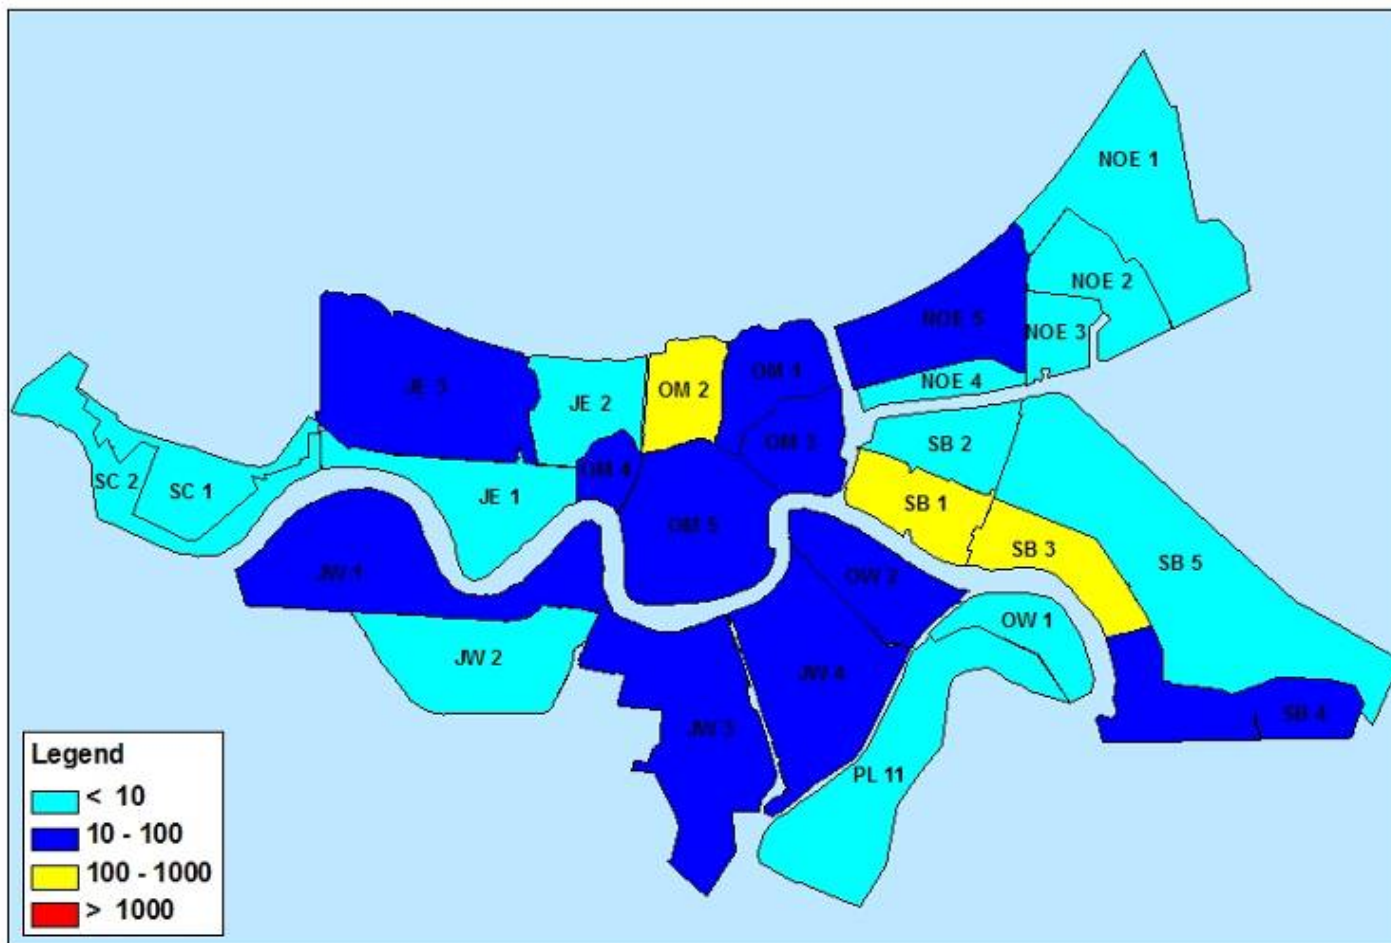 NOE 1
NOE 2
NOE 5
NOE 3
NOE 4
OM 1
JE 3
OM 2
JE 2
OM 3
SB 2
OM 4
SC 2
SC 1
JE 1
SB 1
OM 5
SB 3
SB 5
JW 1
OW 2
OW 1
JW 2
JW 4
JW 3
SB 4
PL 11
Legend
< 10
10 - 100
100 - 1000
> 1000